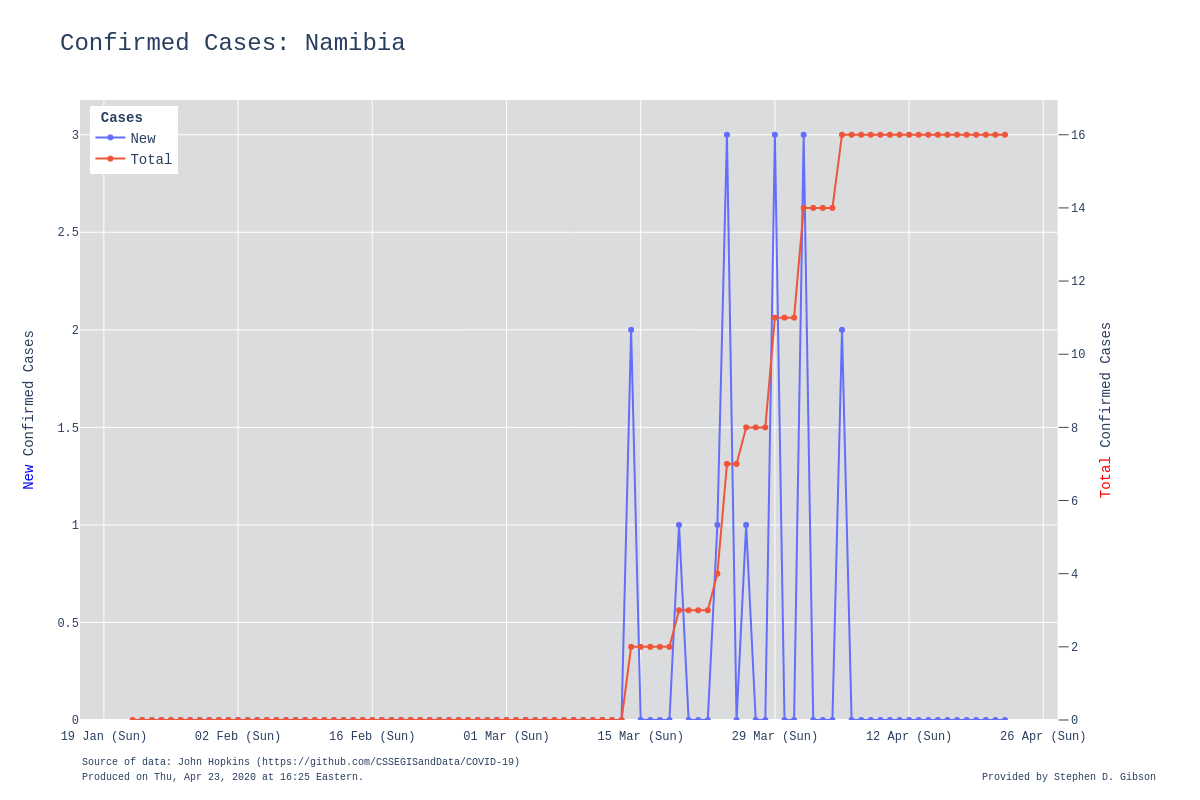 Confirmed Cases: Namibia
Cases
New
Total
3
2.5
2
1.5
1
0.5
0
New Confirmed Cases
16
14
12
10
8
6
4
2
0
Total Confirmed Cases
19 Jan (Sun) 02 Feb (Sun) 16 Feb (Sun) 01 Mar (Sun) 15 Mar (Sun) 29 Mar (Sun) 12 Apr (Sun) 26 Apr (Sun)
Source of data: John Hopkins (https://github.com/CSSEGISandData/COVID-19)
Produced on Thu, Apr 23, 2020 at 16:25 Eastern.
Provided by Stephen D. Gibson